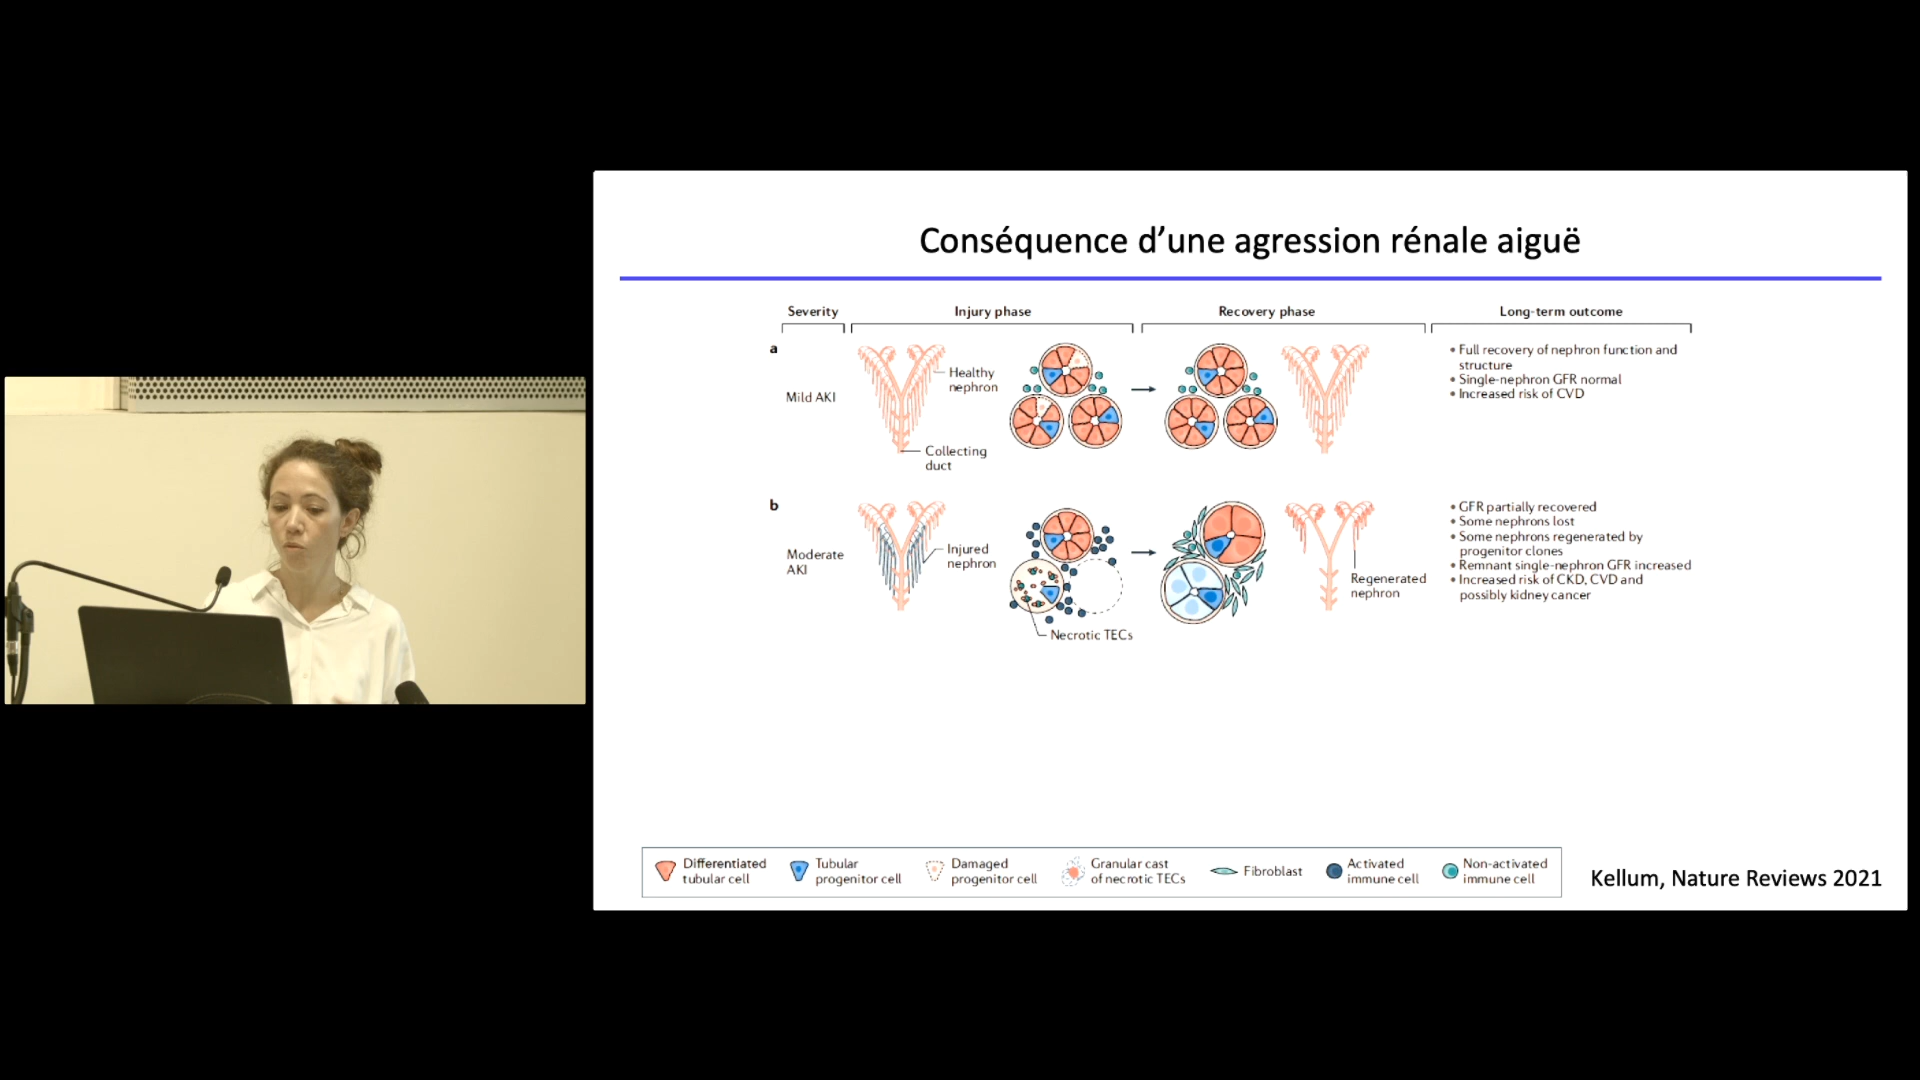 Conséquence d’une agression rénale aiguë
Severity
Injury phase
Recovery phase
Long-term outcome
a
Mild AKI
Healthy
nephron
Collecting
duct
• Full recovery of nephron function and
structure
• Single-nephron GFR normal
• Increased risk of CVD
b
Moderate
AKI
Injured
nephron
Necrotic TECs
Regenerated
nephron
• GFR partially recovered
• Some nephrons lost
• Some nephrons regenerated by
progenitor clones
• Remnant single-nephron GFR increased
• Increased risk of CKD, CVD and
possibly kidney cancer
Differentiated
tubular cell
Tubular
progenitor cell
Damaged
progenitor cell
Granular cast
of necrotic TECs
Fibroblast
Activated
immune cell
Non-activated
immune cell
Kellum, Nature Reviews 2021